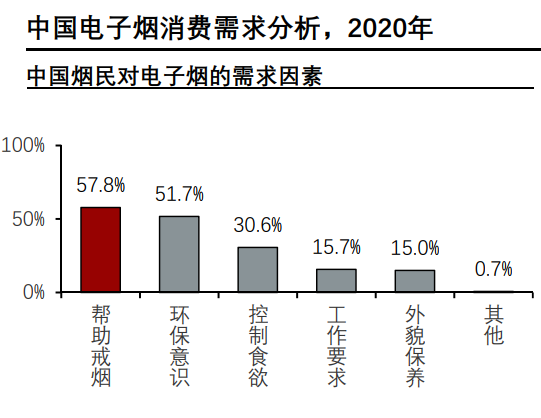 中国电子烟消费需求分析，2020年
中国烟民对电子烟的需求因素
100%
50%
0%
57.8%
51.7%
30.6%
15.7%
15.0%
0.7%
帮助戒烟
环保意识
控制食欲
工作要求
外貌保养
其他